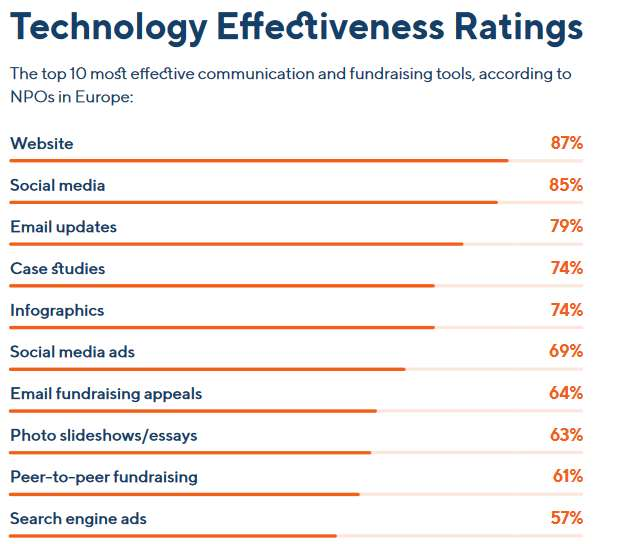 Technology Effectiveness Ratings
The top 10 most effective communication and fundraising tools, according to
NPOs in Europe:
Website 87%
Social media 85%
Email updates 79%
Case studies 74%
Infographics 74%
Social media ads 69%
Email fundraising appeals 64%
Photo slideshows/essays 63%
Peer-to-peer fundraising 61%
Search engine ads 57%